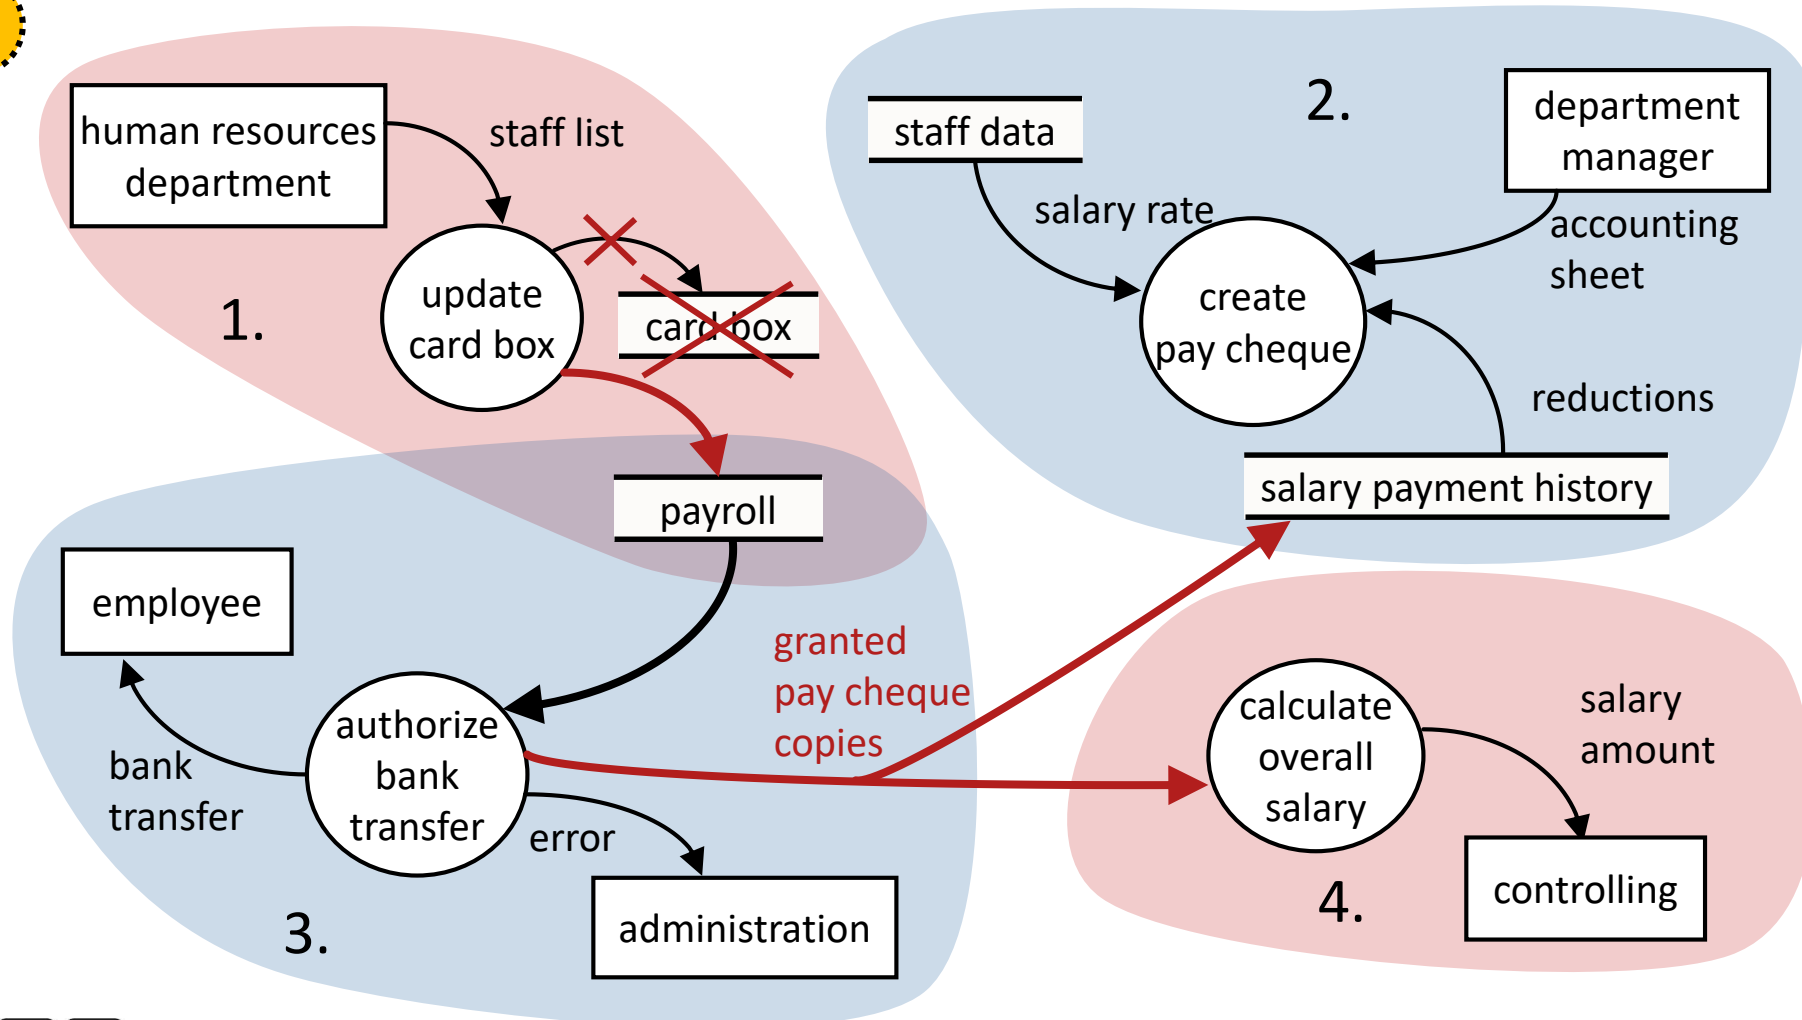 human resources
department
staff list
update
card box
card box
1.
payroll
2.
staff data
department
manager
salary rate
accounting
sheet
create
pay cheque
reductions
salary payment history
employee
bank
transfer
authorize
bank
transfer
error
administration
3.
granted
pay cheque
copies
calculate
overall
salary
salary
amount
controlling
4.